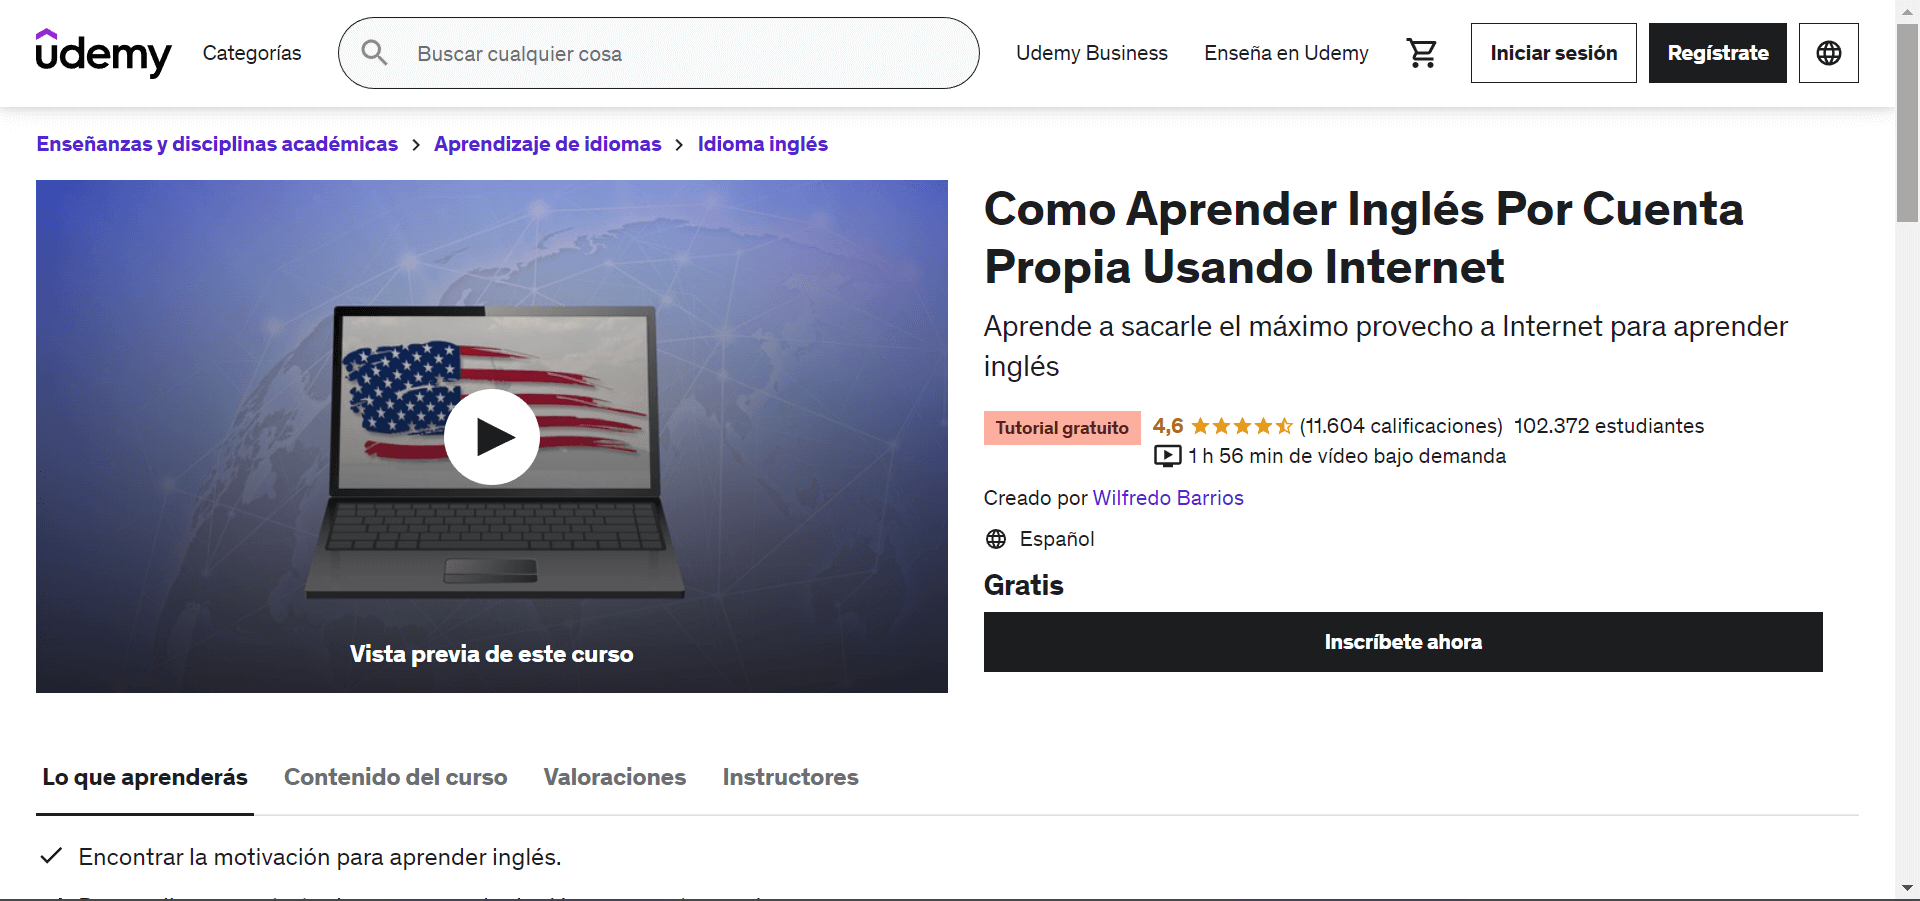 udemy
Categorías
Buscar cualquier cosa
Udemy Business
Enseña en Udemy
Iniciar sesión
Regístrate
Enseñanzas y disciplinas académicas > Aprendizaje de idiomas > Idioma inglés
Como Aprender Inglés Por Cuenta
Propia Usando Internet
Aprende a sacarle el máximo provecho a Internet para aprender
inglés
Tutorial gratuito
4,6 (11.604 calificaciones) 102.372 estudiantes
1 h 56 min de vídeo bajo demanda
Creado por Wilfredo Barrios
Español
Gratis
Inscríbete ahora
Vista previa de este curso
Lo que aprenderás
Contenido del curso
Valoraciones
Instructores
Encontrar la motivación para aprender inglés.